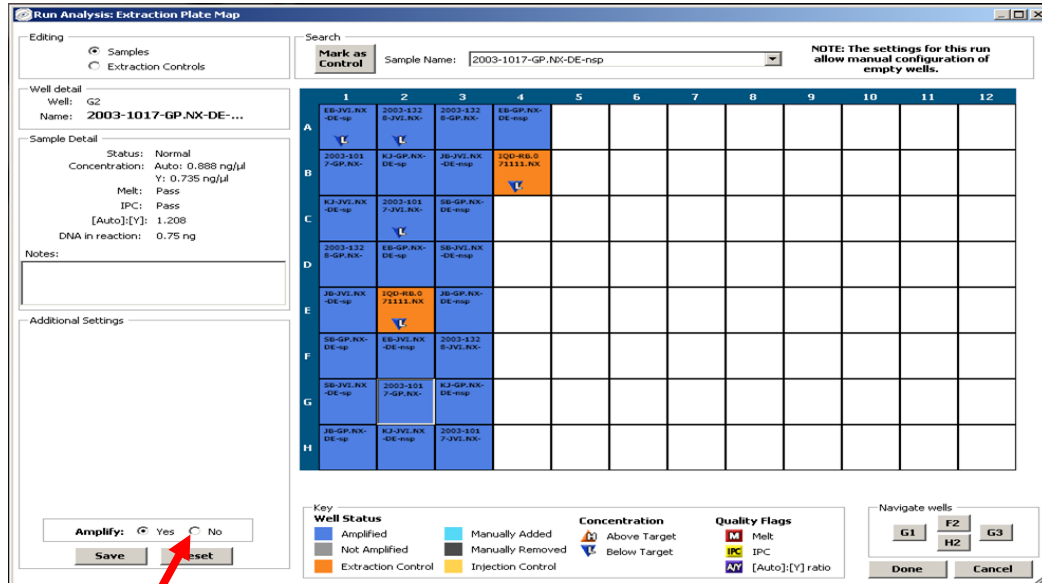 Run Analysis: Extraction Plate Map
Editing
Samples
Extraction Controls
Search
Mark as
Control
Sample Name: 2003-1017-GP.NX-DE-nsp
NOTE: The settings for this run
allow manual configuration of
empty wells.
Well detail
Well: G2
Name: 2003-1017-GP.NX-DE-...
Sample Detail
Status: Normal
Concentration: Auto: 0.888 ng/µl
Y: 0.735 ng/µl
Melt: Pass
IPC: Pass
[Auto]:[Y]: 1.208
DNA in reaction: 0.75 ng
Notes:
Additional Settings
Amplify: Yes No
Save Reset
1 2 3 4 5 6 7 8 9 10 11 12
A
EB-JVI.NX
-DE-sp
2003-132
8-JVI.NX-
2003-132
8-GP.NX-
EB-GP.NX-
DE-nsp
L L
B
2003-101
7-GP.NX-
KJ-GP.NX-
DE-sp
JB-JVI.NX
-DE-nsp
IQD-RB.0
71111.NX
L
C
KJ-JVI.NX
-DE-sp
2003-101
7-JVI.NX-
SB-GP.NX-
DE-nsp
L
D
2003-132
8-GP.NX-
EB-GP.NX-
DE-sp
SB-JVI.NX
-DE-nsp
E
JB-JVI.NX
-DE-sp
IQD-RB.0
71111.NX
JB-GP.NX-
DE-nsp
L
F
SB-GP.NX-
DE-sp
EB-JVI.NX
-DE-nsp
2003-132
8-JVI.NX-
G
SB-JVI.NX
-DE-sp
2003-101
7-GP.NX-
KJ-GP.NX-
DE-nsp
H
JB-GP.NX-
DE-sp
KJ-JVI.NX
-DE-nsp
2003-101
7-JVI.NX-
Key
Well Status
Amplified
Not Amplified
Extraction Control
Manually Added
Manually Removed
Injection Control
Concentration
H Above Target
L Below Target
Quality Flags
M Melt
IPC IPC
A/Y [Auto]:[Y] ratio
Navigate wells
F2
G1 G3
H2
Done Cancel